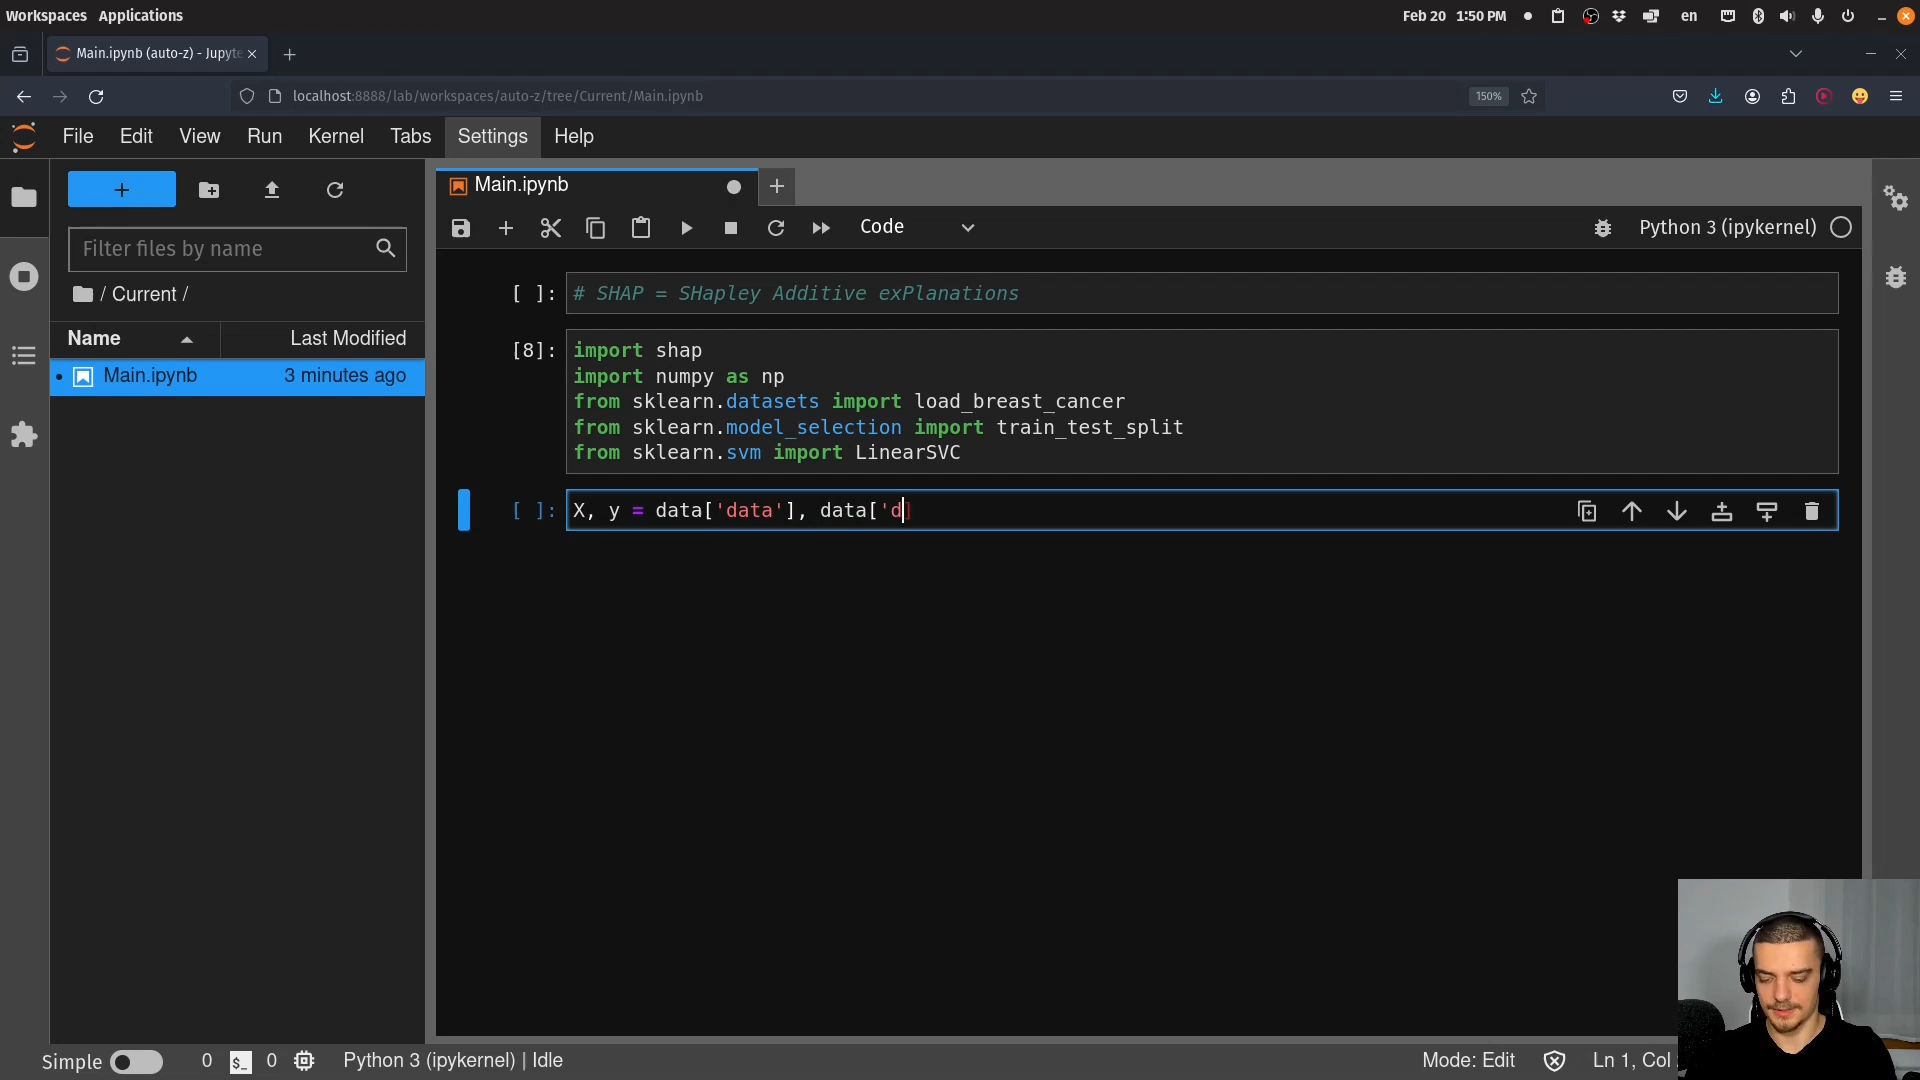 Workspaces Applications
Feb 20 1:50 PM
en
Main.ipynb (auto-z) - Jupyte
localhost:8888/lab/workspaces/auto-z/tree/Current/Main.ipynb
150%
File Edit View Run Kernel Tabs Settings Help
Main.ipynb
Code
Python 3 (ipykernel)
Filter files by name
/ Current /
Name
Last Modified
Main.ipynb
3 minutes ago
[ ]: # SHAP = SHapley Additive exPlanations
[8]: import shap
import numpy as np
from sklearn.datasets import load_breast_cancer
from sklearn.model_selection import train_test_split
from sklearn.svm import LinearSVC
[ ]: X, y = data['data'], data['d]
Simple
0
$_
0
Python 3 (ipykernel) | Idle
Mode: Edit
Ln 1, Col